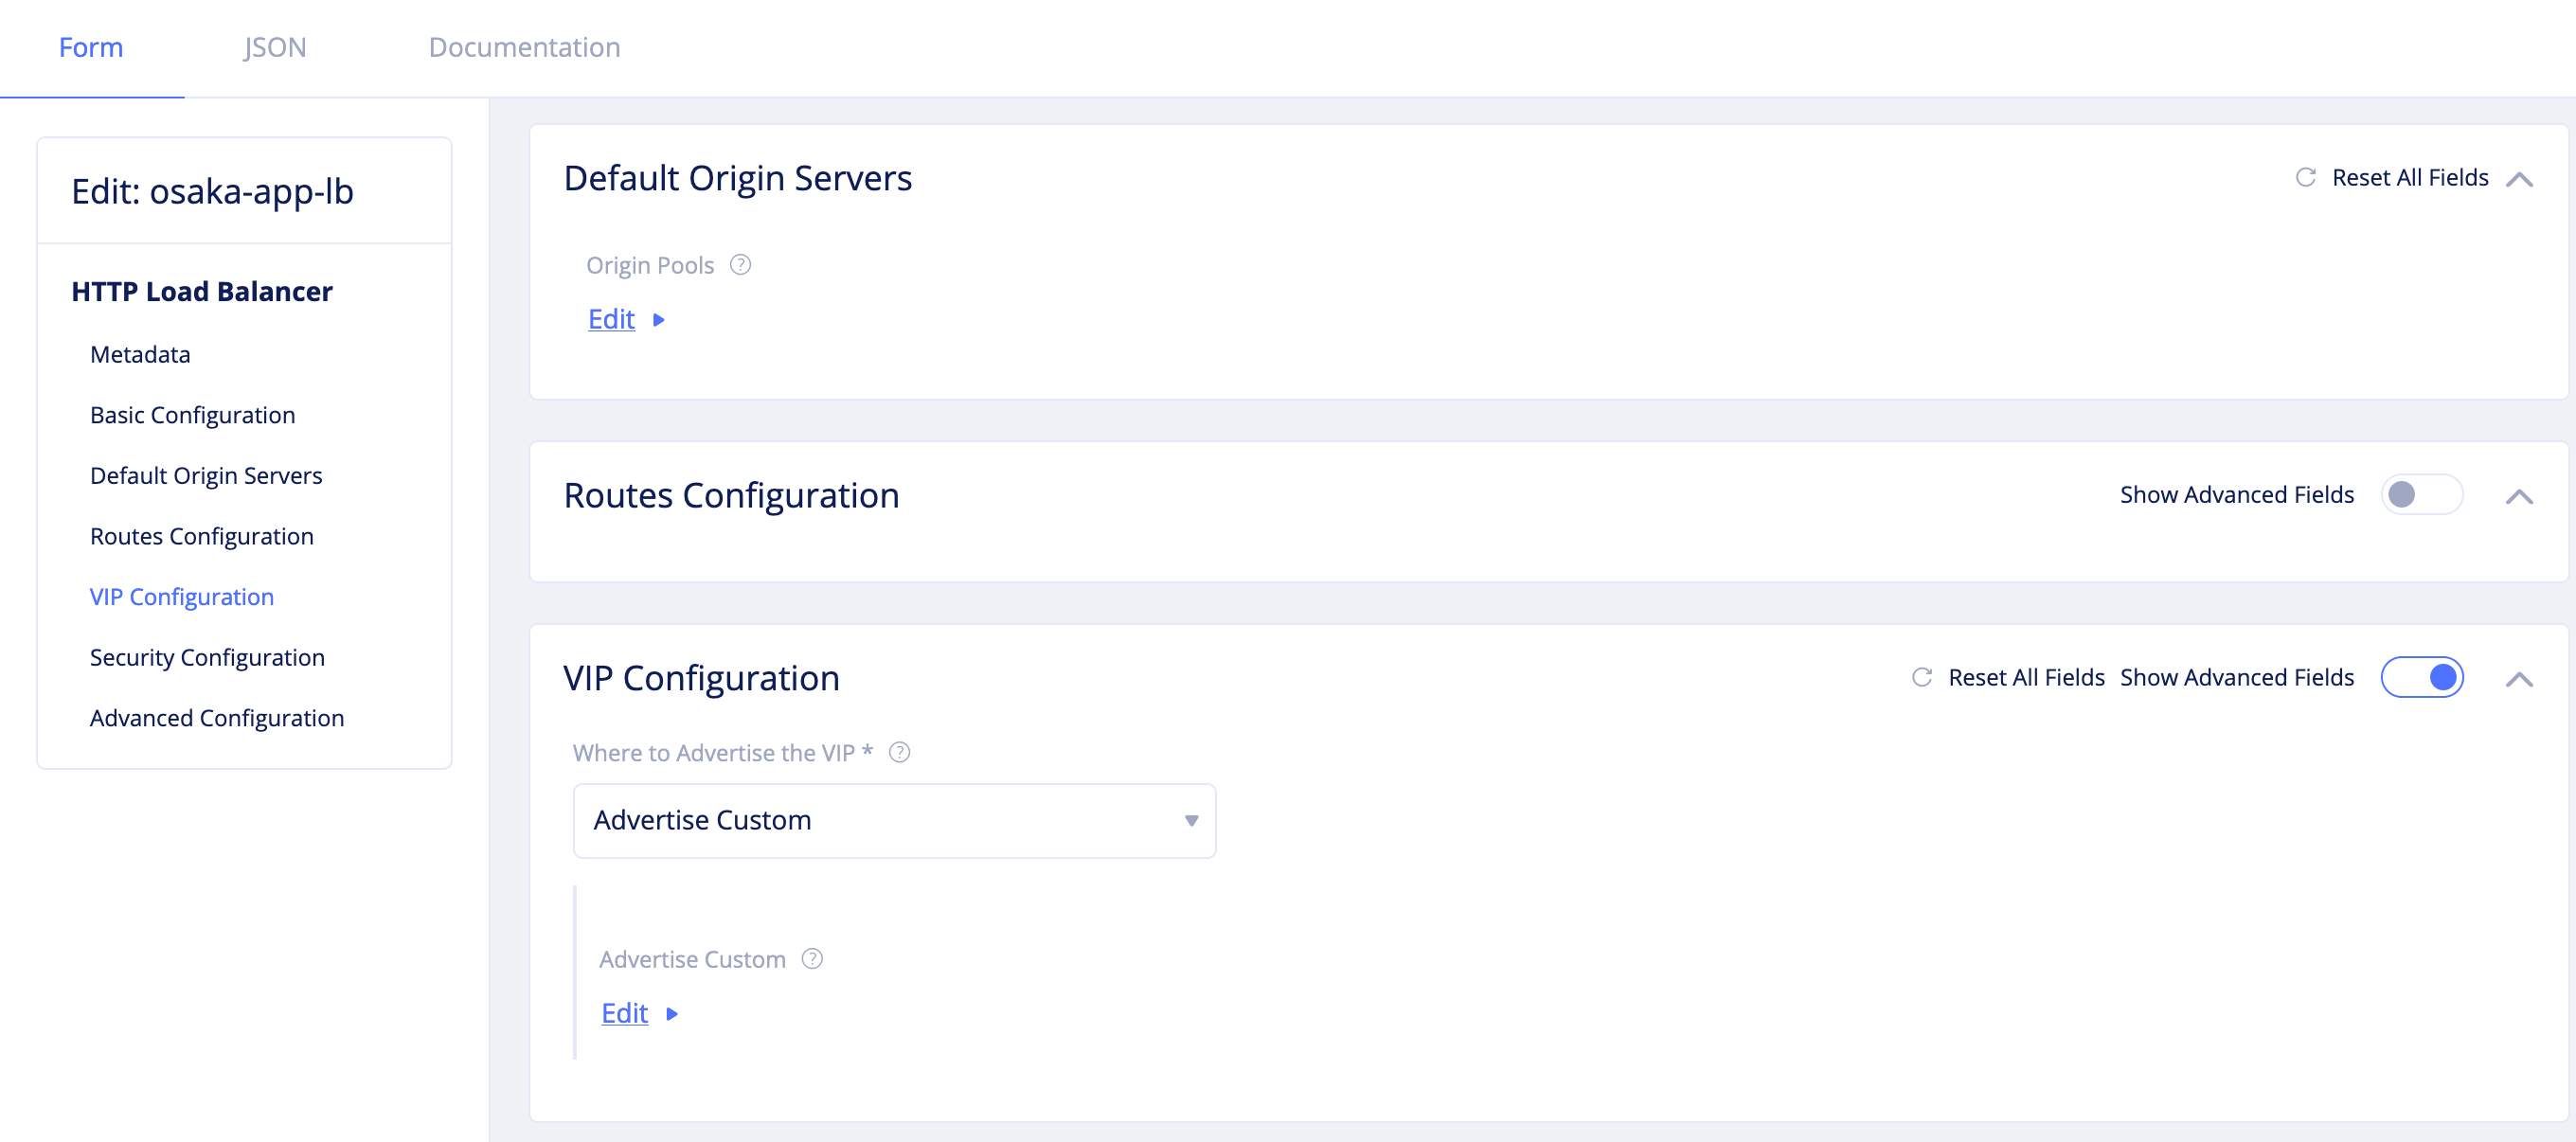 Form
JSON
Documentation
Edit: osaka-app-lb
HTTP Load Balancer
Metadata
Basic Configuration
Default Origin Servers
Routes Configuration
VIP Configuration
Security Configuration
Advanced Configuration
Default Origin Servers
Reset All Fields
Origin Pools ?
Edit
Routes Configuration
Show Advanced Fields
VIP Configuration
Reset All Fields
Show Advanced Fields
Where to Advertise the VIP * ?
Advertise Custom
Advertise Custom ?
Edit